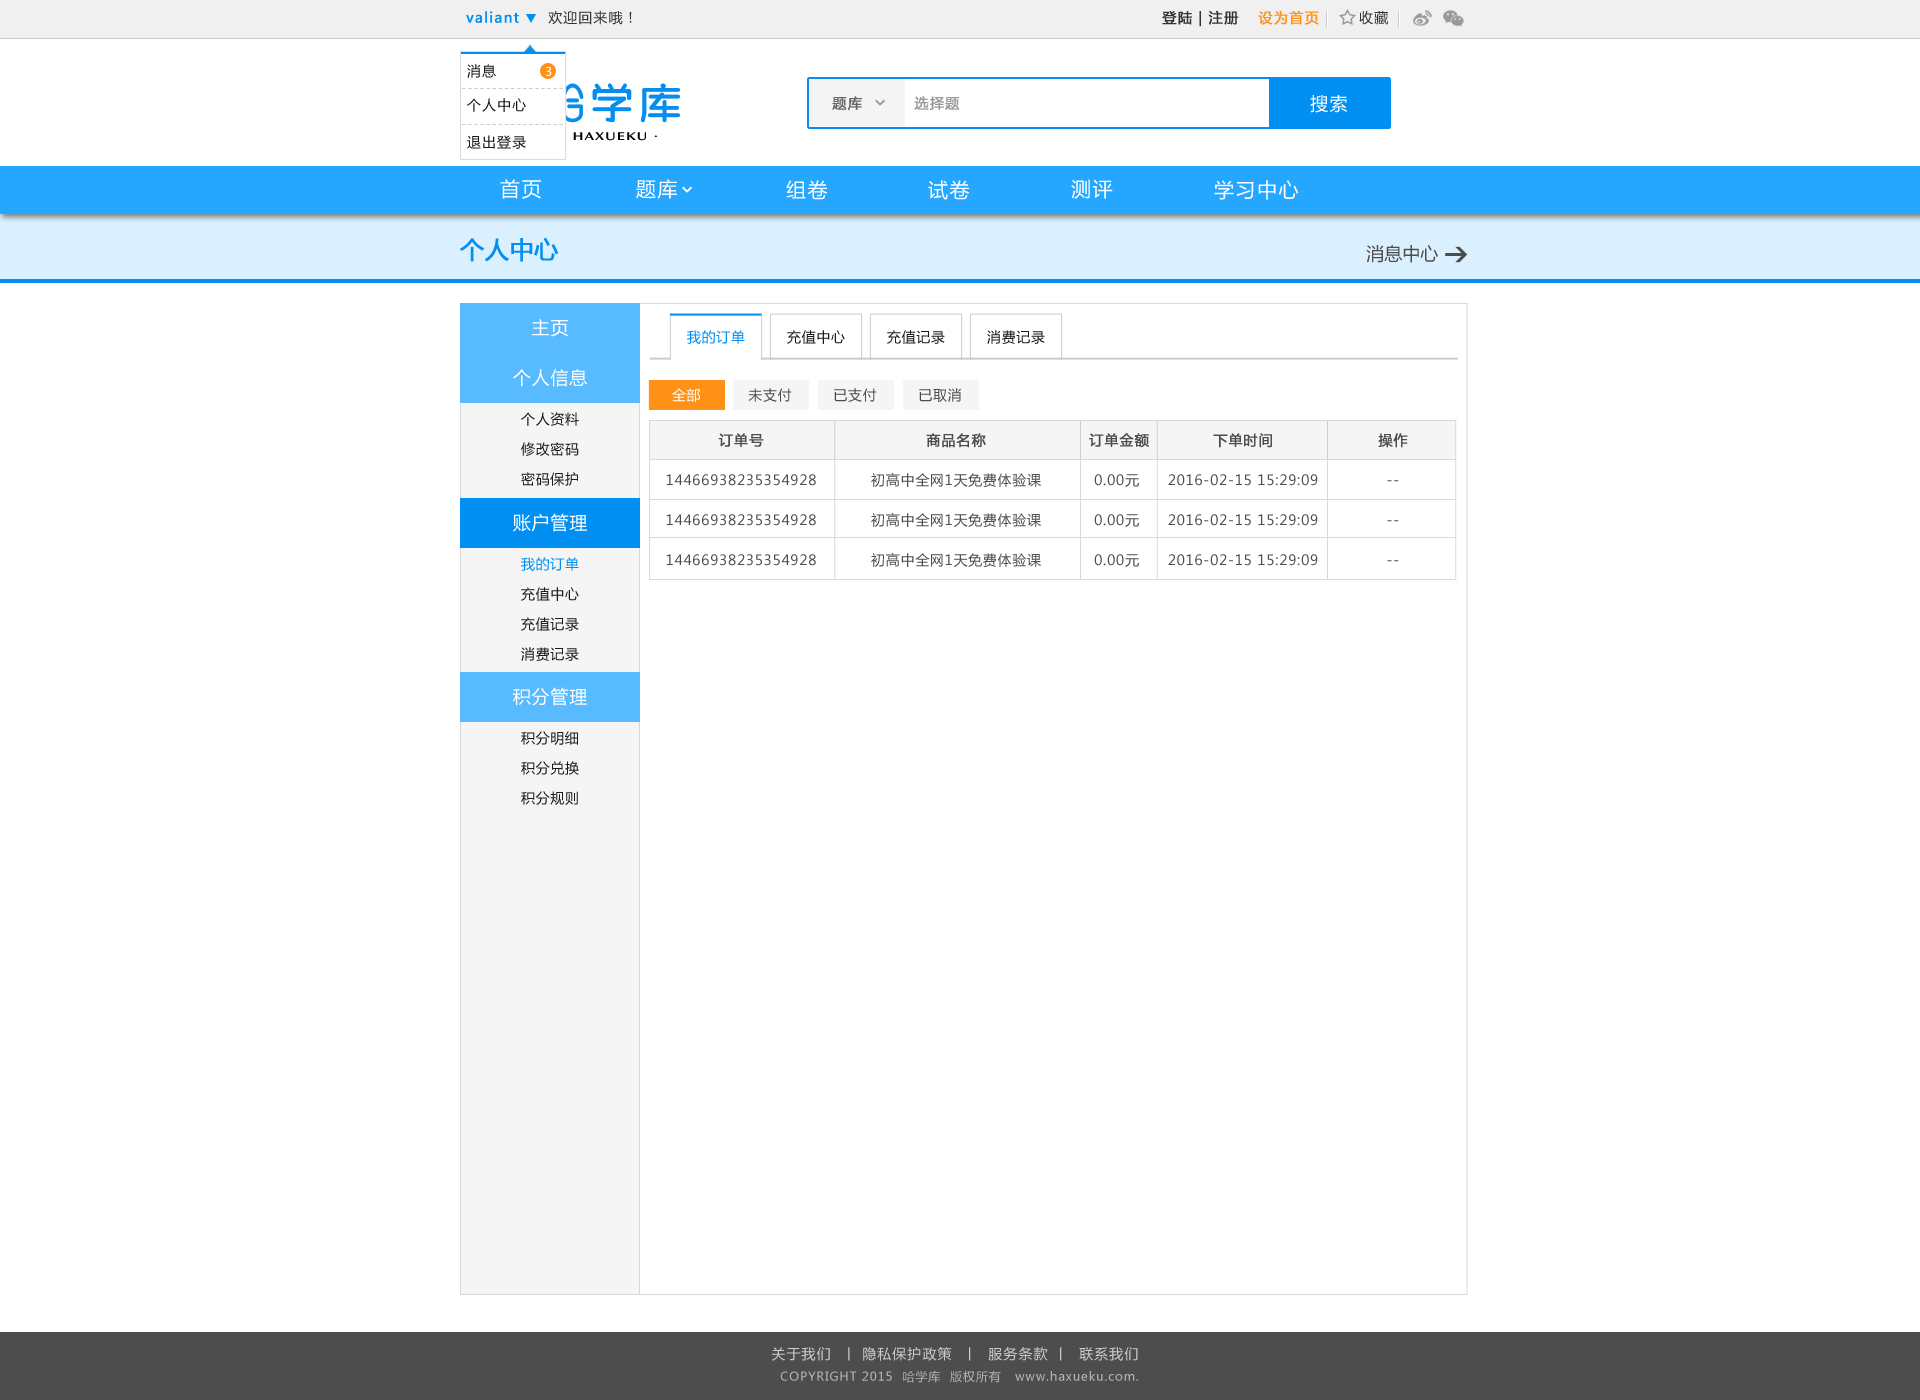 valiant ▼ 欢迎回来哦！
登陆 | 注册 设为首页 收藏
消息 3
个人中心
退出登录
哈学库
HAXUEKU ·
题库 选择题 搜索
首页 题库 组卷 试卷 测评 学习中心
个人中心
消息中心
主页
个人信息
个人资料
修改密码
密码保护
账户管理
我的订单
充值中心
充值记录
消费记录
积分管理
积分明细
积分兑换
积分规则
我的订单 充值中心 充值记录 消费记录
全部 未支付 已支付 已取消
订单号 商品名称 订单金额 下单时间 操作
14466938235354928 初高中全网1天免费体验课 0.00元 2016-02-15 15:29:09 --
14466938235354928 初高中全网1天免费体验课 0.00元 2016-02-15 15:29:09 --
14466938235354928 初高中全网1天免费体验课 0.00元 2016-02-15 15:29:09 --
关于我们 | 隐私保护政策 | 服务条款 | 联系我们
COPYRIGHT 2015 哈学库 版权所有 www.haxueku.com.